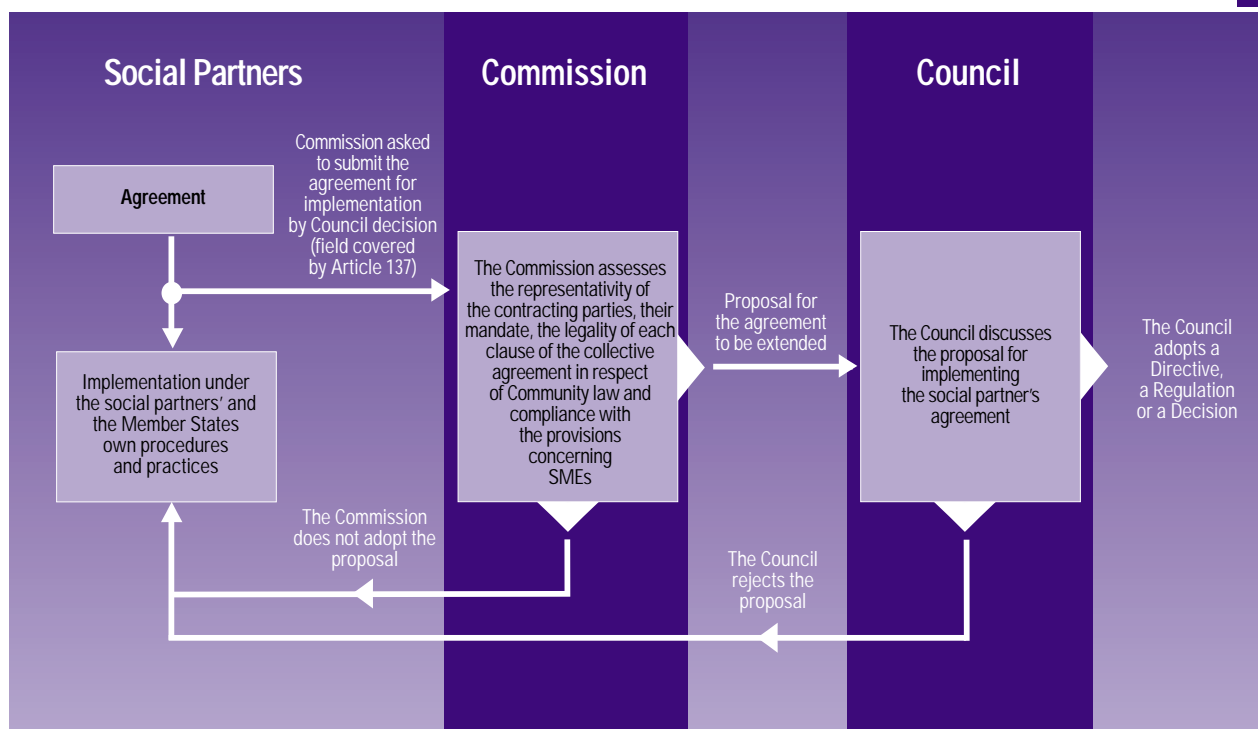 Social Partners
Commission
Council
Agreement
Commission asked
to submit the
agreement for
implementation
by Council decision
(field covered
by Article 137)
Implementation under
the social partners' and
the Member States
own procedures
and practices
The Commission assesses
the representativity of
the contracting parties, their
mandate, the legality of each
clause of the collective
agreement in respect
of Community law and
compliance with
the provisions
concerning
SMEs
Proposal for
the agreement
to be extended
The Council discusses
the proposal for
implementing
the social partner's
agreement
The Council
adopts a
Directive,
a Regulation
or a Decision
The Commission
does not adopt the
proposal
The Council
rejects the
proposal